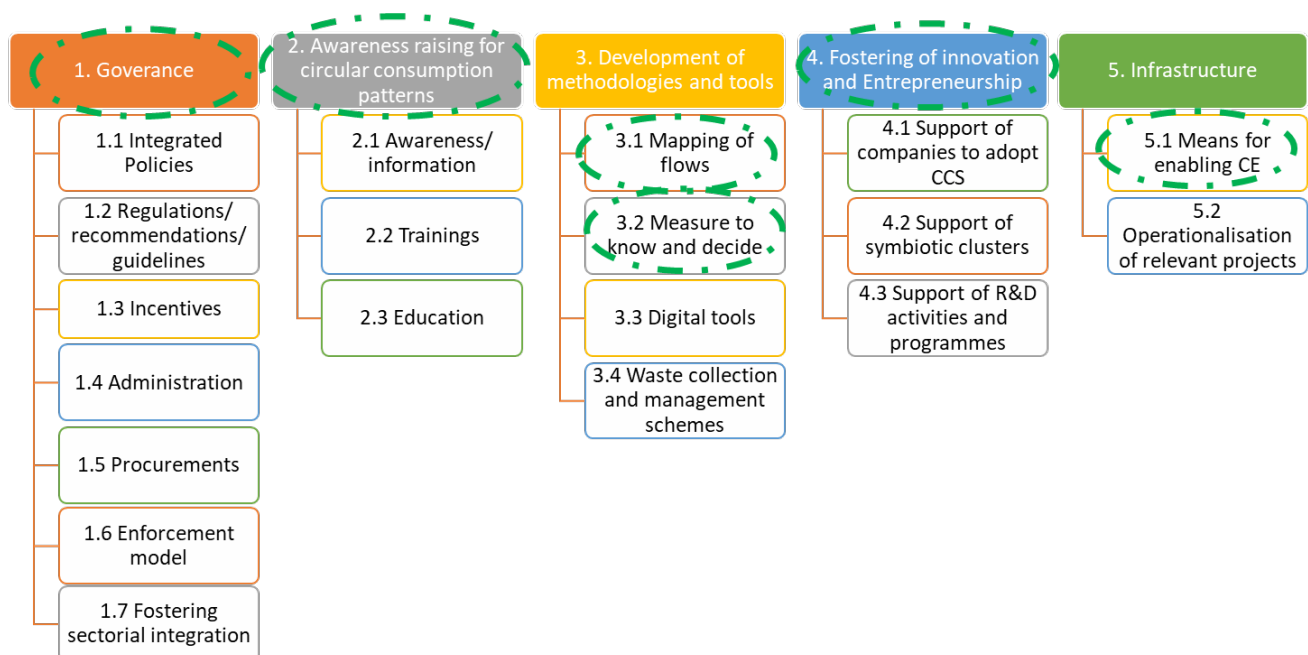 1. Goverance
1.1 Integrated
Policies
1.2 Regulations/
recommendations/
guidelines
1.3 Incentives
1.4 Administration
1.5 Procurements
1.6 Enforcement
model
1.7 Fostering
sectorial integration
2. Awareness raising for
circular consumption
patterns
2.1 Awareness/
information
2.2 Trainings
2.3 Education
3. Development of
methodologies and tools
3.1 Mapping of
flows
3.2 Measure to
know and decide
3.3 Digital tools
3.4 Waste collection
and management
schemes
4. Fostering of innovation
and Entrepreneurship
4.1 Support of
companies to adopt
CCS
4.2 Support of
symbiotic clusters
4.3 Support of R&D
activities and
programmes
5. Infrastructure
5.1 Means for
enabling CE
5.2
Operationalisation
of relevant projects